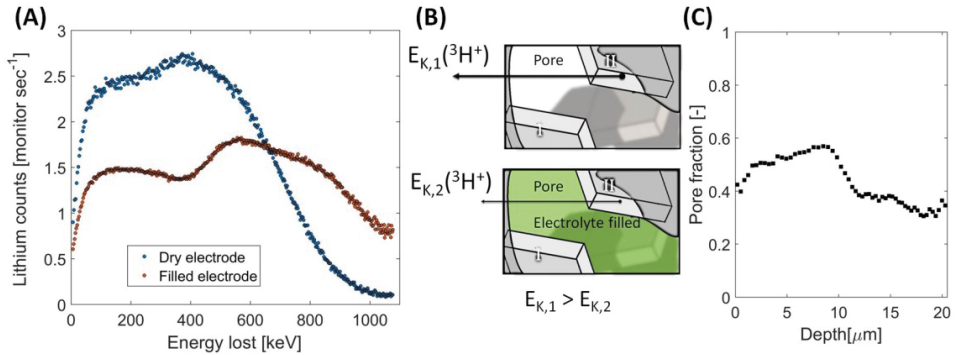 (A)
Lithium counts [monitor sec⁻¹]
3
2.5
2
1.5
1
0.5
0
0 200 400 600 800 1000
Energy lost [keV]
Dry electrode
Filled electrode
(B)
E_K,1(³H⁺)
Pore
II
I
E_K,2(³H⁺)
Pore
II
Electrolyte filled
I
E_K,1 > E_K,2
(C)
Pore fraction [-]
1
0.8
0.6
0.4
0.2
0
0 5 10 15 20
Depth[μm]